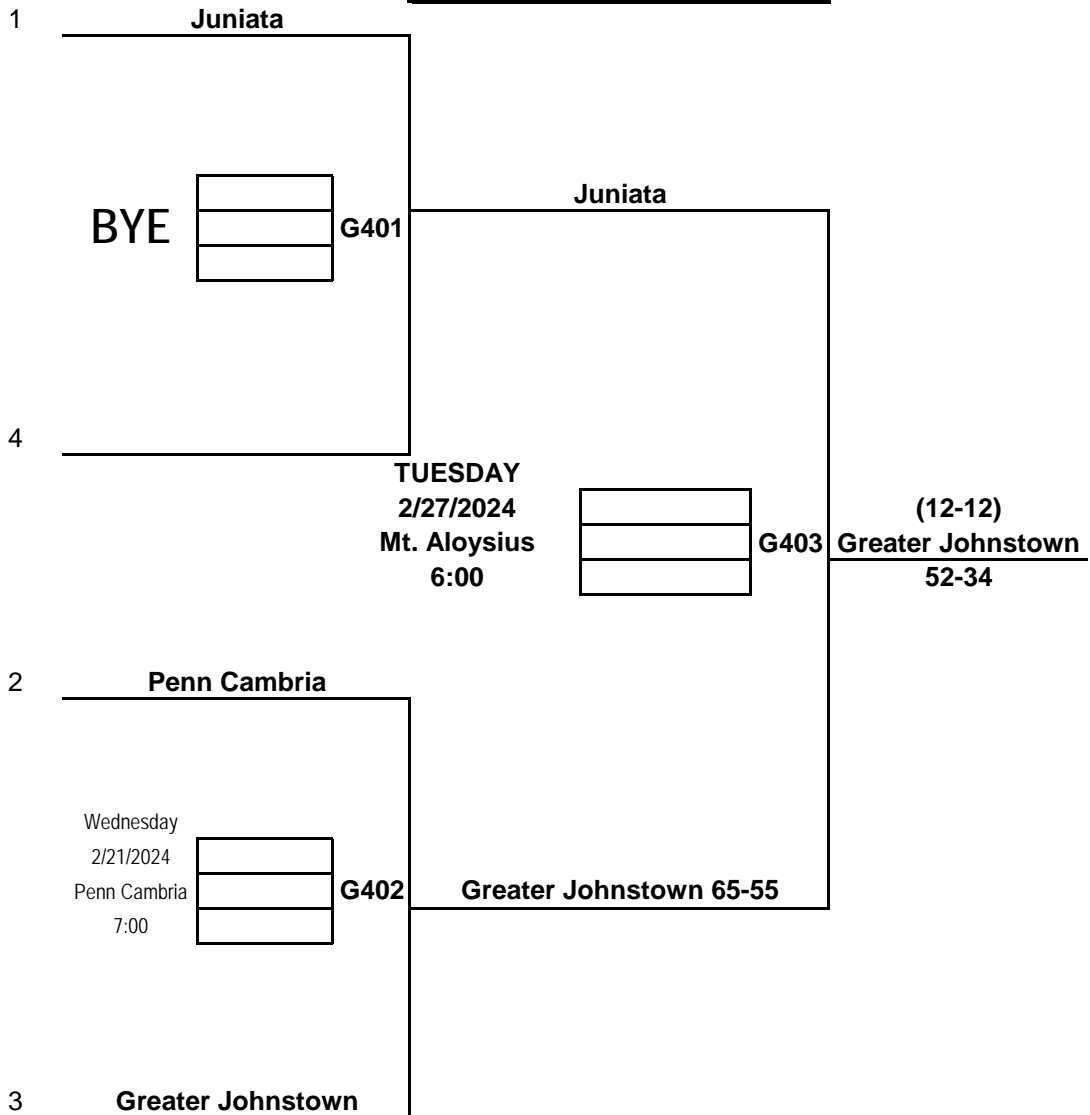 1 Juniata
BYE G401
Juniata
4
TUESDAY
2/27/2024
Mt. Aloysius
6:00
G403
(12-12)
Greater Johnstown
52-34
2 Penn Cambria
Wednesday
2/21/2024
Penn Cambria
7:00
G402
Greater Johnstown 65-55
3 Greater Johnstown